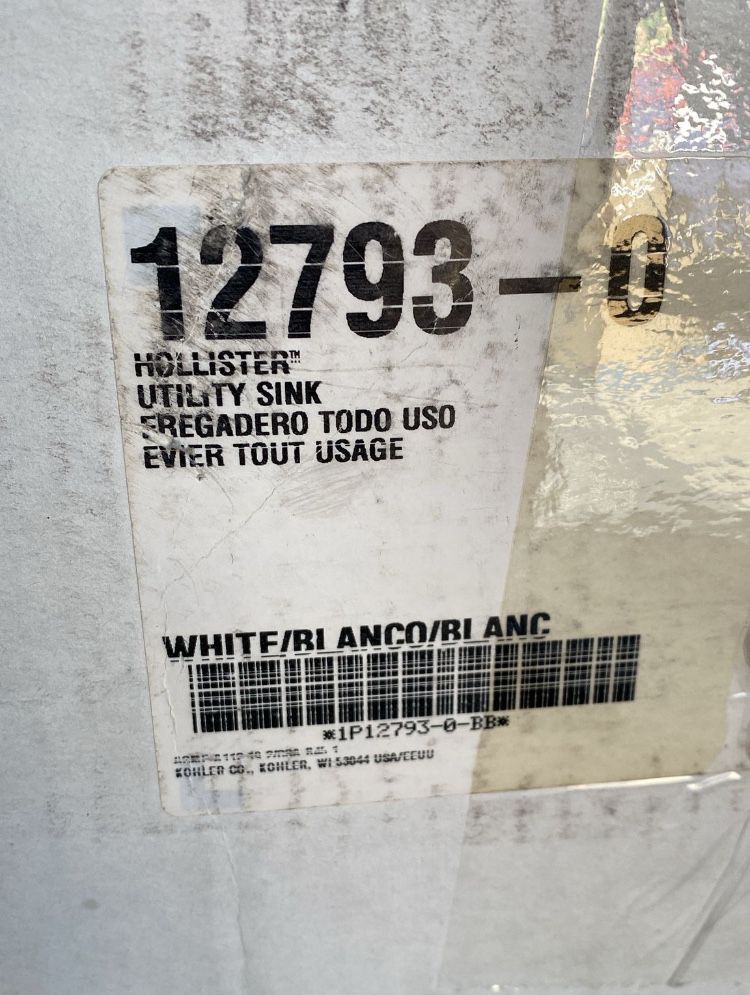 12793-0
HOLLISTER™
UTILITY SINK
FREGADERO TODO USO
EVIER TOUT USAGE
WHITE/BLANCO/BLANC
*1P12793-0-BB*
KOHLER CO., KOHLER, WI 53044 USA/EEUU